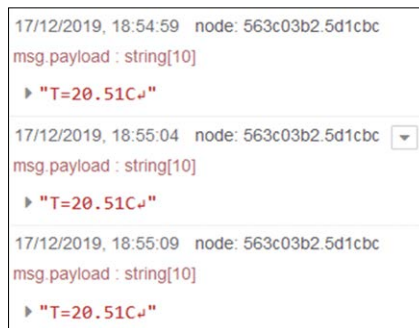 17/12/2019, 18:54:59 node: 563c03b2.5d1cbc
msg.payload : string[10]
"T=20.51C↵"
17/12/2019, 18:55:04 node: 563c03b2.5d1cbc
msg.payload : string[10]
"T=20.51C↵"
17/12/2019, 18:55:09 node: 563c03b2.5d1cbc
msg.payload : string[10]
"T=20.51C↵"